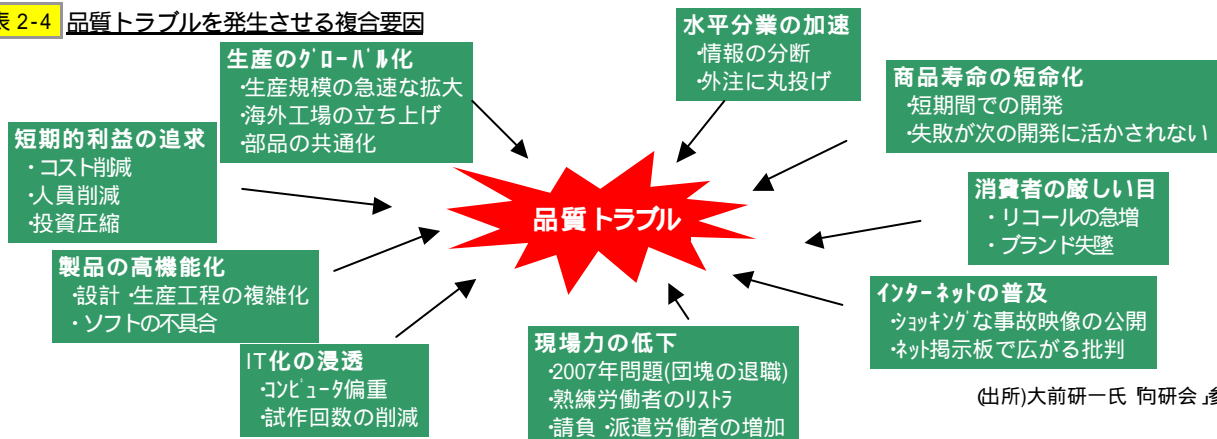 表 2-4 品質トラブルを発生させる複合要因
水平分業の加速
・情報の分断
・外注に丸投げ
生産のｸﾞﾛｰﾊﾞﾙ化
・生産規模の急速な拡大
・海外工場の立ち上げ
・部品の共通化
商品寿命の短命化
・短期間での開発
・失敗が次の開発に活かされない
短期的利益の追求
・コスト削減
・人員削減
・投資圧縮
品質トラブル
消費者の厳しい目
・リコールの急増
・ブランド失墜
製品の高機能化
・設計・生産工程の複雑化
・ソフトの不具合
ｲﾝﾀｰﾈｯﾄの普及
・ｼｮｯｷﾝｸﾞな事故映像の公開
・ﾈｯﾄ掲示板で広がる批判
IT化の浸透
・ｺﾝﾋﾟｭｰﾀ偏重
・試作回数の削減
現場力の低下
・2007年問題(団塊の退職)
・熟練労働者のﾘｽﾄﾗ
・請負・派遣労働者の増加
(出所)大前研一氏「向研会」参